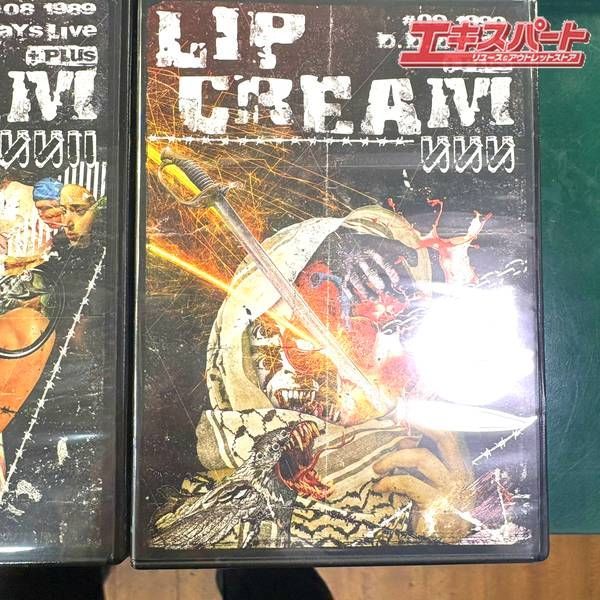 08 1989
aYs Live
+PLUS
AM
LIP
CREAM
エキスパート
リユース&アウトレットストア